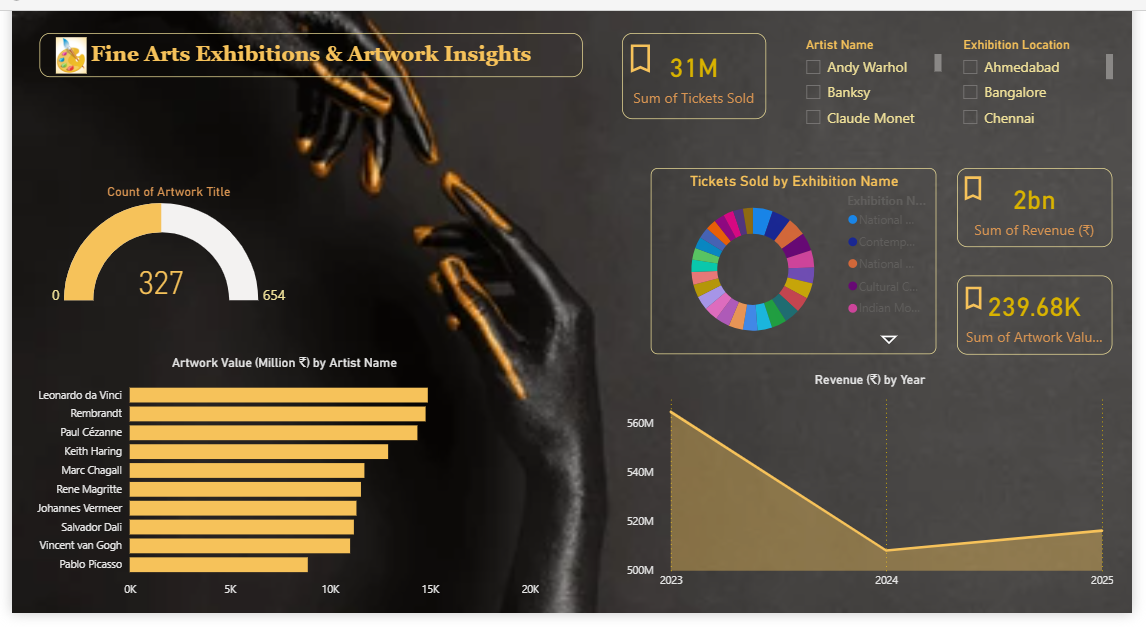 Fine Arts Exhibitions & Artwork Insights
31M
Sum of Tickets Sold
Artist Name
Andy Warhol
Banksy
Claude Monet
Exhibition Location
Ahmedabad
Bangalore
Chennai
Count of Artwork Title
327
0
654
Tickets Sold by Exhibition Name
Exhibition N...
National ...
Contemp...
National ...
Cultural C...
Indian Mo...
2bn
Sum of Revenue (₹)
239.68K
Sum of Artwork Valu...
Artwork Value (Million ₹) by Artist Name
Leonardo da Vinci
Rembrandt
Paul Cézanne
Keith Haring
Marc Chagall
Rene Magritte
Johannes Vermeer
Salvador Dali
Vincent van Gogh
Pablo Picasso
0K 5K 10K 15K 20K
Revenue (₹) by Year
560M
540M
520M
500M
2023 2024 2025